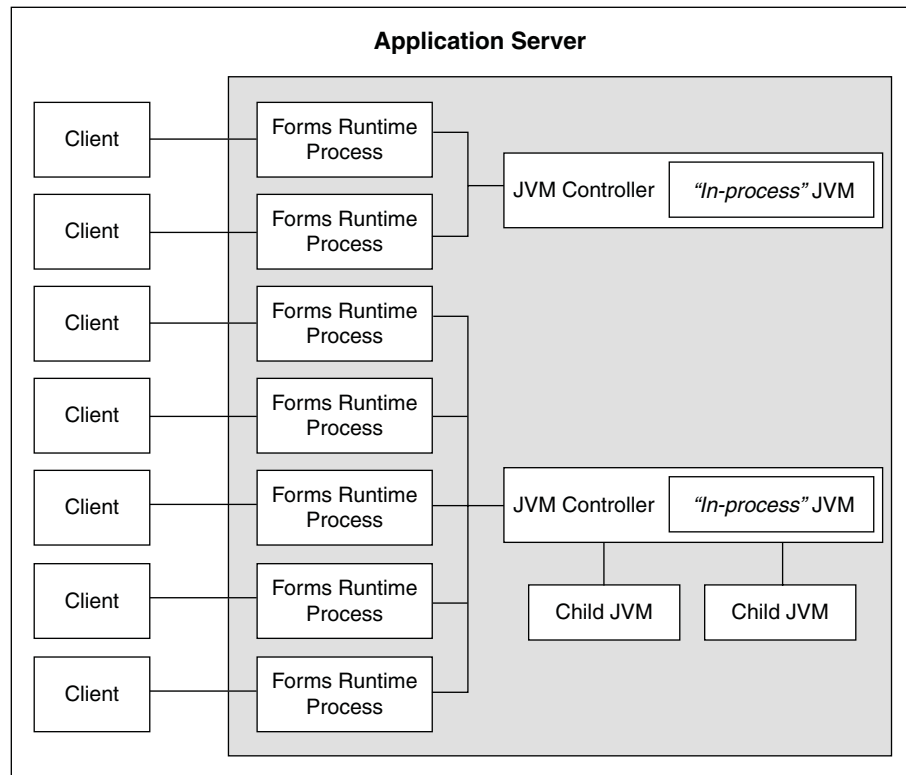 Application Server
Client
Forms Runtime
Process
Client
Forms Runtime
Process
JVM Controller
“In-process” JVM
Client
Forms Runtime
Process
Client
Forms Runtime
Process
Client
Forms Runtime
Process
JVM Controller
“In-process” JVM
Client
Forms Runtime
Process
Child JVM
Child JVM
Client
Forms Runtime
Process